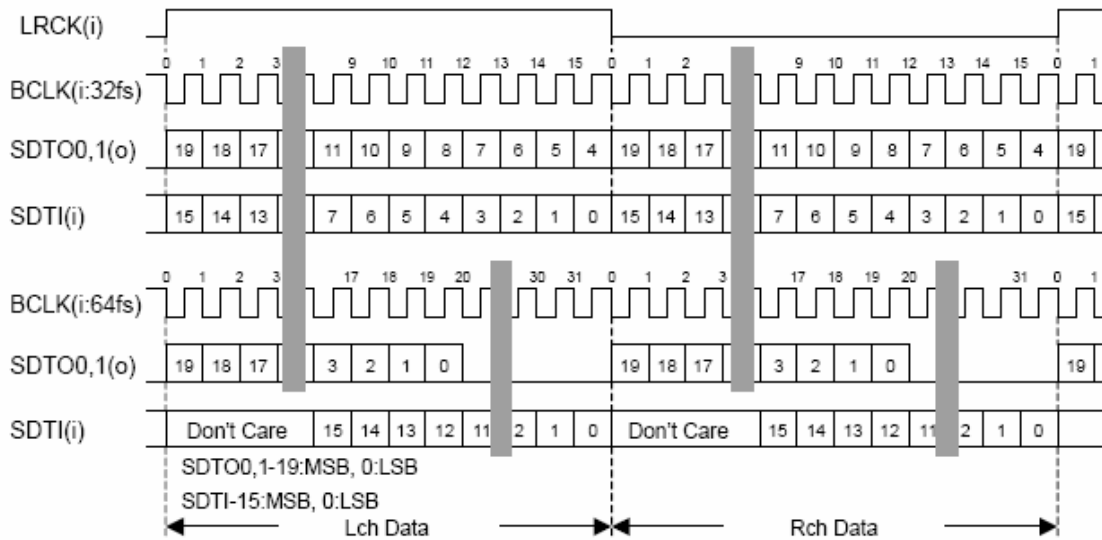 LRCK(i)
0 1 2 3 9 10 11 12 13 14 15 0 1 2 9 10 11 12 13 14 15 0 1
BCLK(i:32fs)
SDTO0,1(o) 19 18 17 11 10 9 8 7 6 5 4 19 18 17 11 10 9 8 7 6 5 4 19
SDTI(i) 15 14 13 7 6 5 4 3 2 1 0 15 14 13 7 6 5 4 3 2 1 0 15
0 1 2 3 17 18 19 20 30 31 0 1 2 3 17 18 19 20 31 0 1
BCLK(i:64fs)
SDTO0,1(o) 19 18 17 3 2 1 0 19 18 17 3 2 1 0 19
SDTI(i) Don't Care 15 14 13 12 11 2 1 0 Don't Care 15 14 13 12 11 2 1 0
SDTO0,1-19:MSB, 0:LSB
SDTI-15:MSB, 0:LSB
Lch Data Rch Data